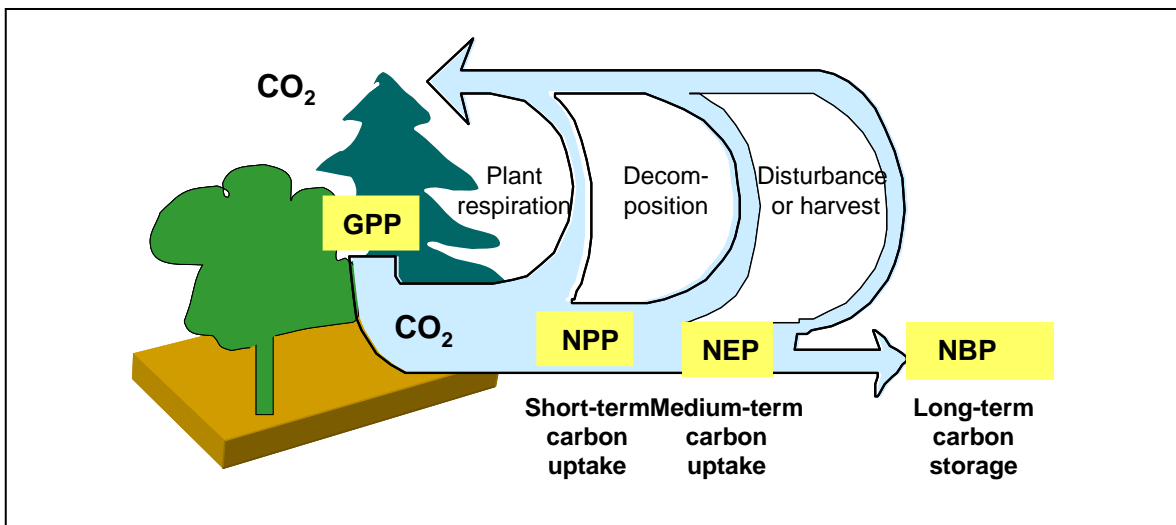 CO₂
Plant
respiration
Decom-
position
Disturbance
or harvest
GPP
CO₂
NPP
NEP
NBP
Short-term
carbon
uptake
Medium-term
carbon
uptake
Long-term
carbon
storage